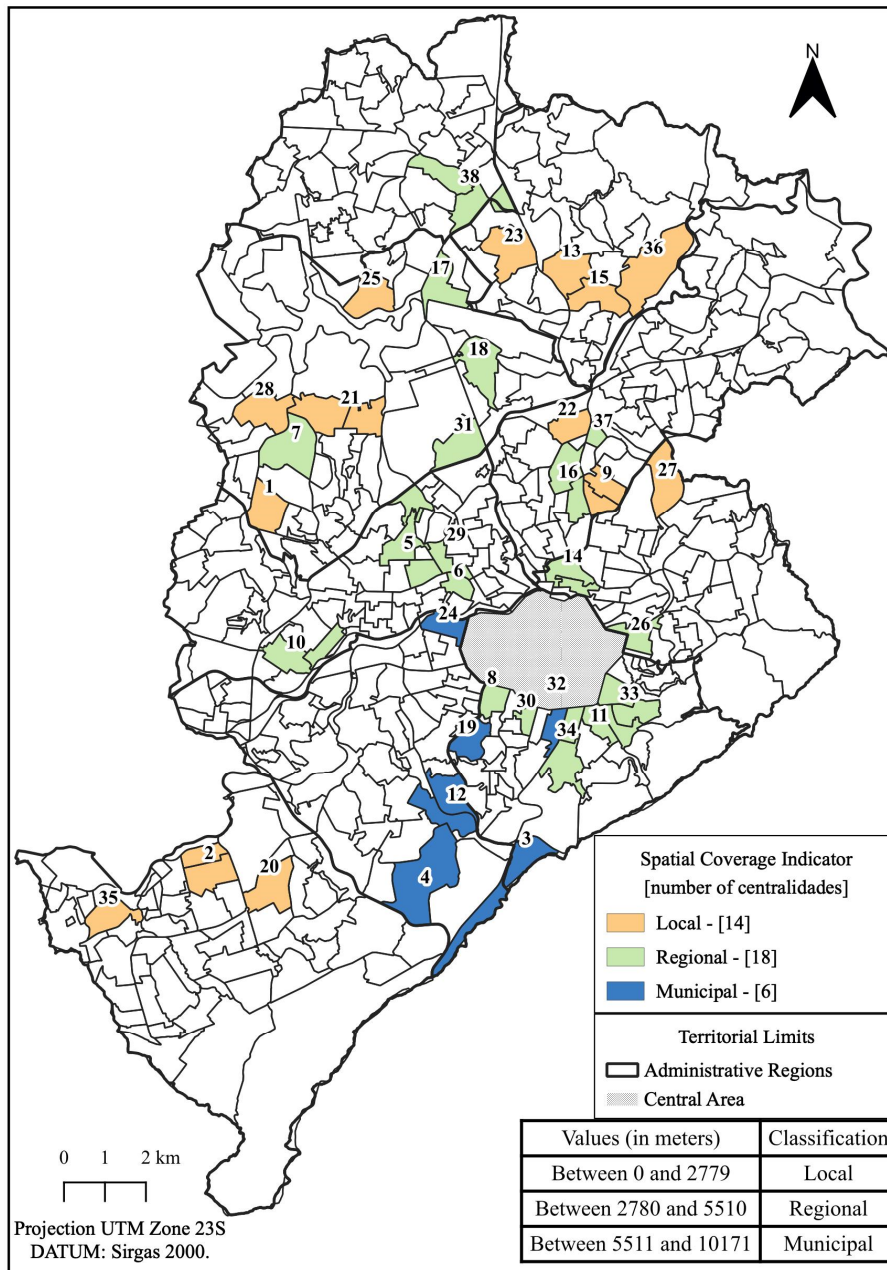 N
38
23
13
36
17
25
15
18
28
21
22
37
7
31
16
9
27
1
29
5
14
6
24
26
10
8
32
33
30
11
19
34
12
3
2
4
20
35
Spatial Coverage Indicator
[number of centralidades]
Local - [14]
Regional - [18]
Municipal - [6]
Territorial Limits
Administrative Regions
Central Area
Values (in meters) Classification
Between 0 and 2779 Local
Between 2780 and 5510 Regional
Between 5511 and 10171 Municipal
0 1 2 km
Projection UTM Zone 23S
DATUM: Sirgas 2000.